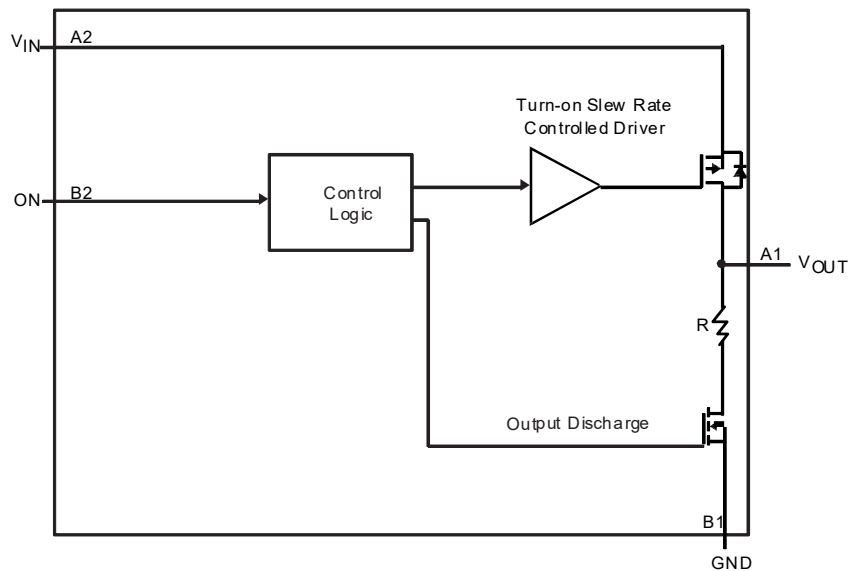 VIN A2
Turn-on Slew Rate
Controlled Driver
ON B2
Control
Logic
A1 VOUT
R
Output Discharge
B1
GND